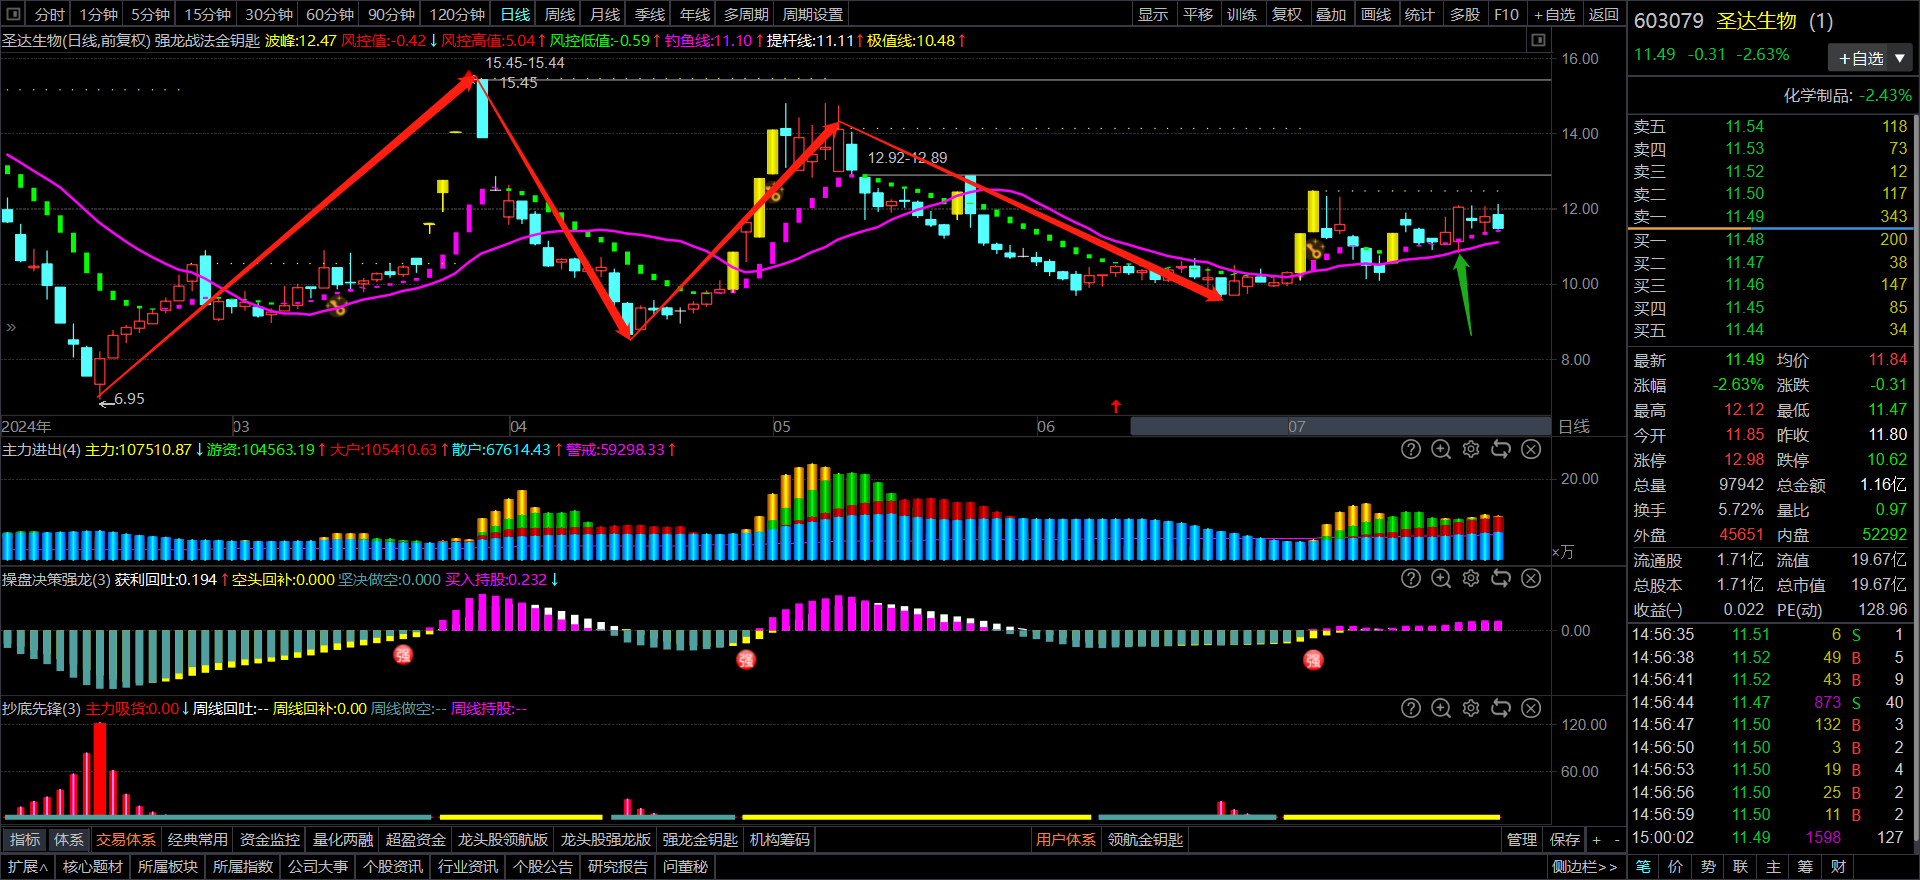 分时 1分钟 5分钟 15分钟 30分钟 60分钟 90分钟 120分钟 日线 周线 月线 季线 年线 多周期 周期设置 显示 平移 训练 复权 叠加 画线 统计 多股 F10 +自选 返回
603079 圣达生物 (1)
圣达生物(日线,前复权) 强龙战法金钥匙 波峰:12.47 风控值:-0.42↓ 风控高值:5.04↑ 风控低值:-0.59↑ 钓鱼线:11.10↑ 提杆线:11.11↑ 极值线:10.48↑
11.49 -0.31 -2.63% +自选 ▼
化学制品: -2.43%
15.45-15.44
15.45
12.92-12.89
6.95
16.00
14.00
12.00
10.00
8.00
»
2024年 03 04 05 06 07 日线
主力进出(4) 主力:107510.87↓ 游资:104563.19↑ 大户:105410.63↑ 散户:67614.43↑ 警戒:59298.33↑
20.00
×万
操盘决策强龙(3) 获利回吐:0.194↑ 空头回补:0.000 坚决做空:0.000 买入持股:0.232↓
0.00
强
强
强
抄底先锋(3) 主力吸货:0.00↓ 周线回吐:-- 周线回补:0.00 周线做空:-- 周线持股:--
120.00
60.00
卖五 11.54 118
卖四 11.53 73
卖三 11.52 12
卖二 11.50 117
卖一 11.49 343
买一 11.48 200
买二 11.47 38
买三 11.46 147
买四 11.45 85
买五 11.44 34
最新 11.49 均价 11.84
涨幅 -2.63% 涨跌 -0.31
最高 12.12 最低 11.47
今开 11.85 昨收 11.80
涨停 12.98 跌停 10.62
总量 97942 总金额 1.16亿
换手 5.72% 量比 0.97
外盘 45651 内盘 52292
流通股 1.71亿 流值 19.67亿
总股本 1.71亿 总市值 19.67亿
收益㈠ 0.022 PE(动) 128.96
14:56:35 11.51 6 S 1
14:56:38 11.52 49 B 5
14:56:41 11.52 43 B 9
14:56:44 11.47 873 S 40
14:56:47 11.50 132 B 3
14:56:50 11.50 3 B 2
14:56:53 11.50 19 B 4
14:56:56 11.50 25 B 2
14:56:59 11.50 11 B 2
15:00:02 11.49 1598 127
指标 体系 交易体系 经典常用 资金监控 量化两融 超盈资金 龙头股领航版 龙头股强龙版 强龙金钥匙 机构筹码 用户体系 领航金钥匙 管理 保存 + -
扩展∧ 核心题材 所属板块 所属指数 公司大事 个股资讯 行业资讯 个股公告 研究报告 问董秘 侧边栏>> 笔 价 势 联 主 筹 财